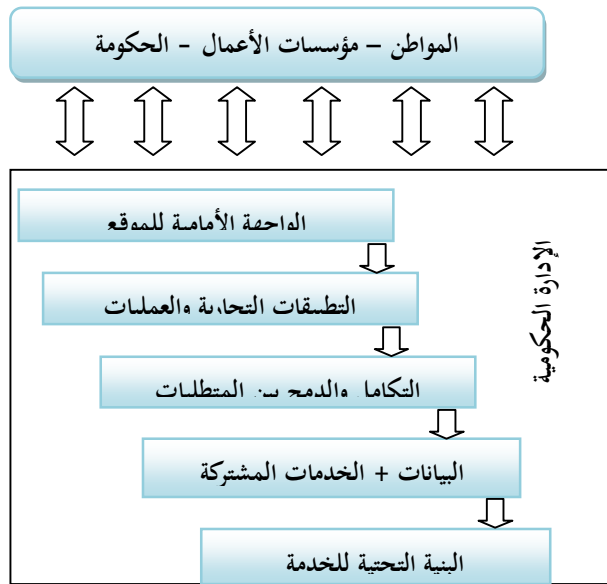 المواطن – مؤسسات الأعمال - الحكومة
الواجهة الأمامية للموقع
التطبيقات التجارية والعمليات
التكامل والدمج بين المتطلبات
البيانات + الخدمات المشتركة
البنية التحتية للخدمة
الإدارة الحكومية